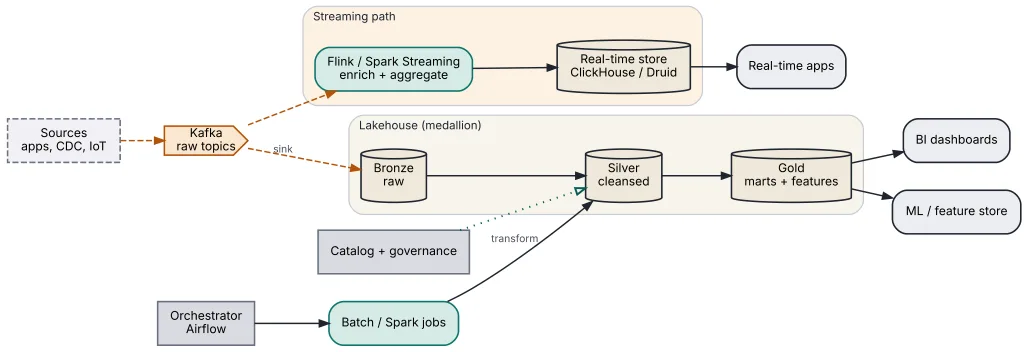 Streaming path
Flink / Spark Streaming
enrich + aggregate
Real-time store
ClickHouse / Druid
Real-time apps
Sources
apps, CDC, IoT
Kafka
raw topics
sink
Lakehouse (medallion)
Bronze
raw
Silver
cleansed
Gold
marts + features
BI dashboards
ML / feature store
Catalog + governance
transform
Orchestrator
Airflow
Batch / Spark jobs